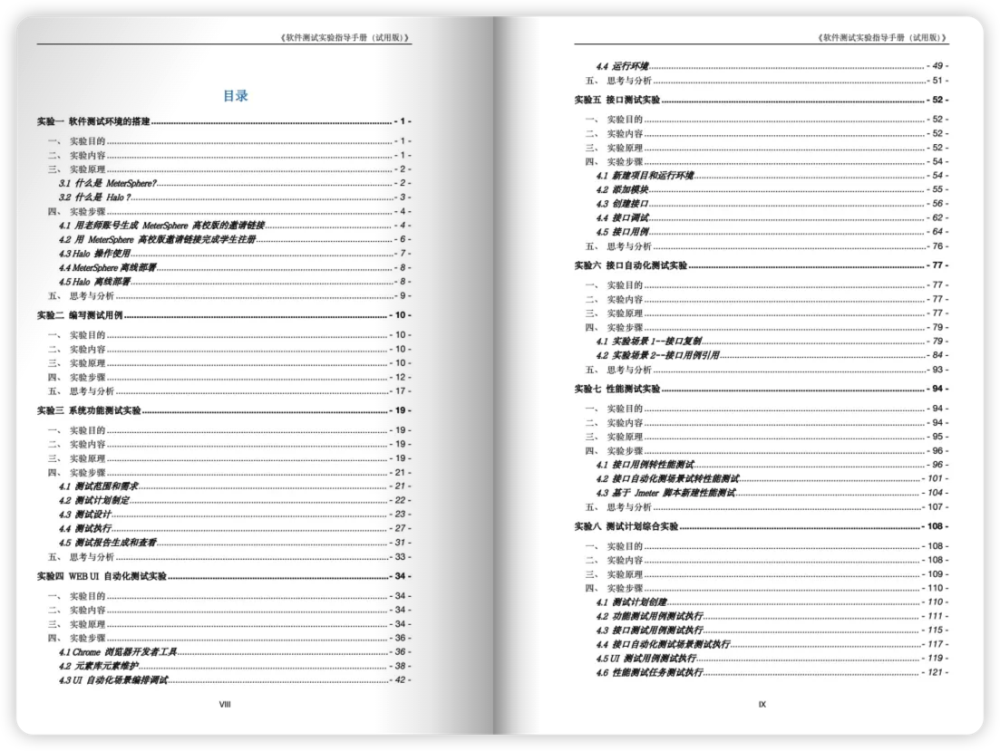 《软件测试实验指导手册（试用版）》
目录
实验一 软件测试环境的搭建 - 1 -
一、 实验目的 - 1 -
二、 实验内容 - 1 -
三、 实验原理 - 2 -
3.1 什么是 MeterSphere? - 2 -
3.2 什么是 Halo？ - 3 -
四、 实验步骤 - 4 -
4.1 用老师账号生成 MeterSphere 高校版的邀请链接 - 4 -
4.2 用 MeterSphere 高校版邀请链接完成学生注册 - 6 -
4.3 Halo 操作使用 - 7 -
4.4 MeterSphere 离线部署 - 8 -
4.5 Halo 离线部署 - 8 -
五、 思考与分析 - 9 -
实验二 编写测试用例 - 10 -
一、 实验目的 - 10 -
二、 实验内容 - 10 -
三、 实验原理 - 10 -
四、 实验步骤 - 12 -
五、 思考与分析 - 17 -
实验三 系统功能测试实验 - 19 -
一、 实验目的 - 19 -
二、 实验内容 - 19 -
三、 实验原理 - 19 -
四、 实验步骤 - 21 -
4.1 测试范围和需求 - 21 -
4.2 测试计划制定 - 22 -
4.3 测试设计 - 23 -
4.4 测试执行 - 27 -
4.5 测试报告生成和查看 - 31 -
五、 思考与分析 - 33 -
实验四 WEB UI 自动化测试实验 - 34 -
一、 实验目的 - 34 -
二、 实验内容 - 34 -
三、 实验原理 - 34 -
四、 实验步骤 - 36 -
4.1 Chrome 浏览器开发者工具 - 36 -
4.2 元素库元素维护 - 38 -
4.3 UI 自动化场景编排调试 - 42 -
VIII
《软件测试实验指导手册（试用版）》
4.4 运行环境 - 49 -
五、 思考与分析 - 51 -
实验五 接口测试实验 - 52 -
一、 实验目的 - 52 -
二、 实验内容 - 52 -
三、 实验原理 - 52 -
四、 实验步骤 - 54 -
4.1 新建项目和运行环境 - 54 -
4.2 添加模块 - 55 -
4.3 创建接口 - 56 -
4.4 接口调试 - 62 -
4.5 接口用例 - 64 -
五、 思考与分析 - 76 -
实验六 接口自动化测试实验 - 77 -
一、 实验目的 - 77 -
二、 实验内容 - 77 -
三、 实验原理 - 77 -
四、 实验步骤 - 79 -
4.1 实验场景 1--接口复制 - 79 -
4.2 实验场景 2--接口用例引用 - 84 -
五、 思考与分析 - 93 -
实验七 性能测试实验 - 94 -
一、 实验目的 - 94 -
二、 实验内容 - 94 -
三、 实验原理 - 95 -
四、 实验步骤 - 96 -
4.1 接口用例转性能测试 - 96 -
4.2 接口自动化测场景试转性能测试 - 101 -
4.3 基于 Jmeter 脚本新建性能测试 - 104 -
五、 思考与分析 - 107 -
实验八 测试计划综合实验 - 108 -
一、 实验目的 - 108 -
二、 实验内容 - 108 -
三、 实验原理 - 109 -
四、 实验步骤 - 110 -
4.1 测试计划创建 - 110 -
4.2 功能测试用例测试执行 - 111 -
4.3 接口测试用例测试执行 - 115 -
4.4 接口自动化测试场景测试执行 - 117 -
4.5 UI 测试用例测试执行 - 119 -
4.6 性能测试任务测试执行 - 121 -
IX